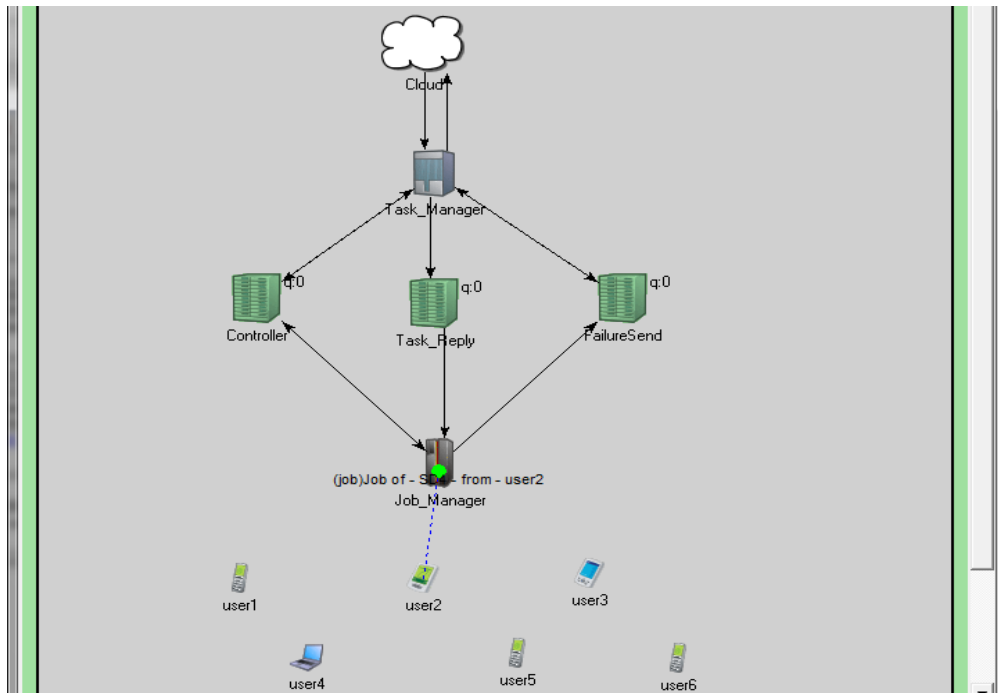 Cloud
Task_Manager
q:0
q:0
q:0
Controller
Task_Reply
FailureSend
(job)Job of - SD4 - from - user2
Job_Manager
user1
user2
user3
user4
user5
user6